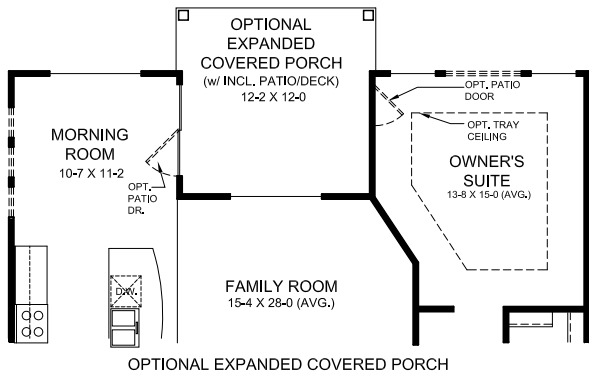 OPTIONAL
EXPANDED
COVERED PORCH
(w/ INCL. PATIO/DECK)
12-2 X 12-0
OPT. PATIO
DOOR
MORNING
ROOM
10-7 X 11-2
OPT.
PATIO
DR.
OPT. TRAY
CEILING
OWNER'S
SUITE
13-8 X 15-0 (AVG.)
FAMILY ROOM
15-4 X 28-0 (AVG.)
D.W.
OPTIONAL EXPANDED COVERED PORCH